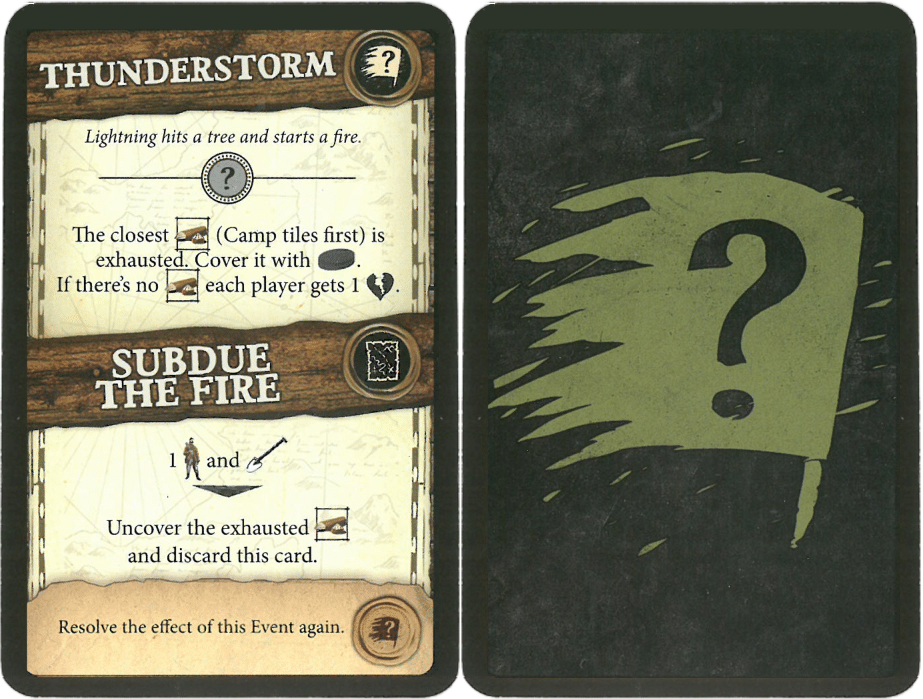 THUNDERSTORM
?
Lightning hits a tree and starts a fire.
?
The closest (Camp tiles first) is
exhausted. Cover it with .
If there's no each player gets 1 .
SUBDUE
THE FIRE
1 and
Uncover the exhausted
and discard this card.
Resolve the effect of this Event again.
?
?